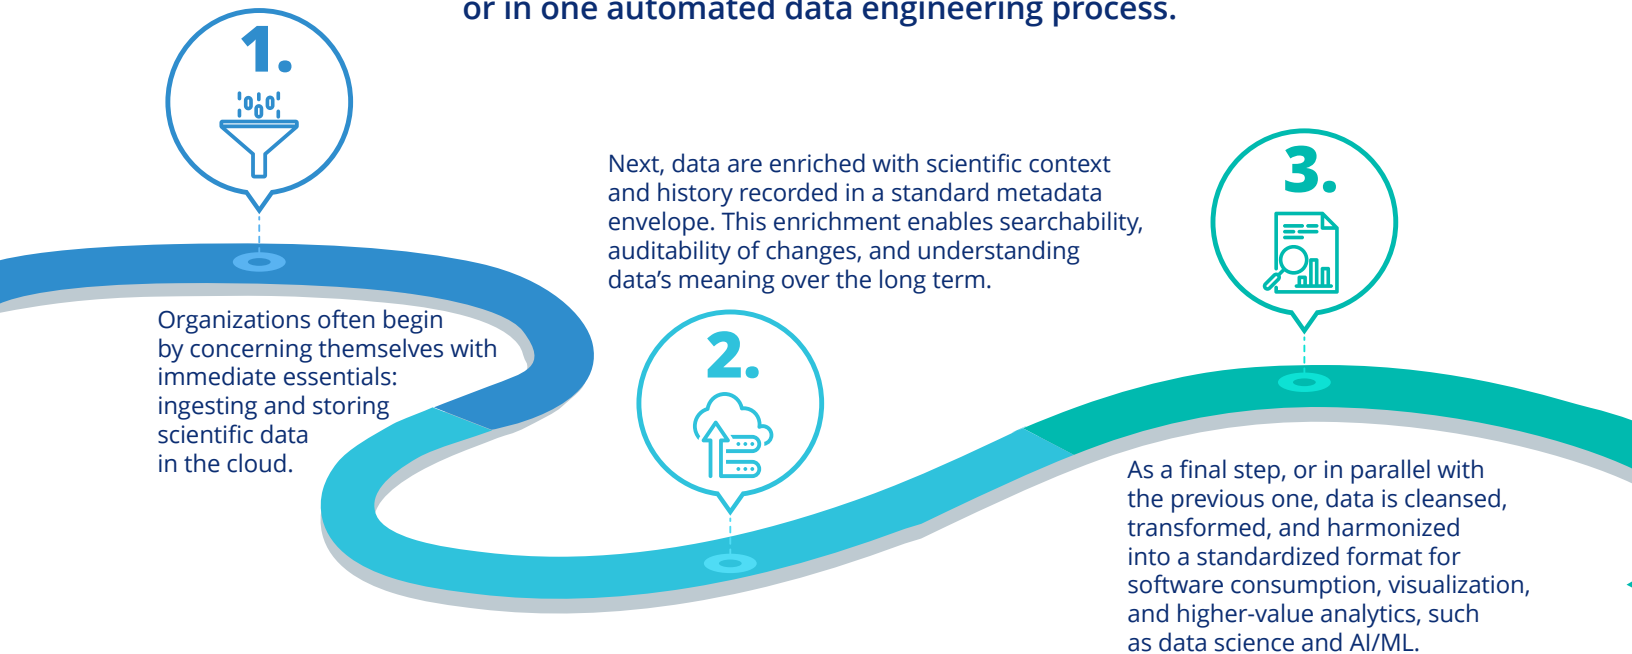 or in one automated data engineering process.
1.
Organizations often begin
by concerning themselves with
immediate essentials:
ingesting and storing
scientific data
in the cloud.
Next, data are enriched with scientific context
and history recorded in a standard metadata
envelope. This enrichment enables searchability,
auditability of changes, and understanding
data’s meaning over the long term.
2.
3.
As a final step, or in parallel with
the previous one, data is cleansed,
transformed, and harmonized
into a standardized format for
software consumption, visualization,
and higher-value analytics, such
as data science and AI/ML.